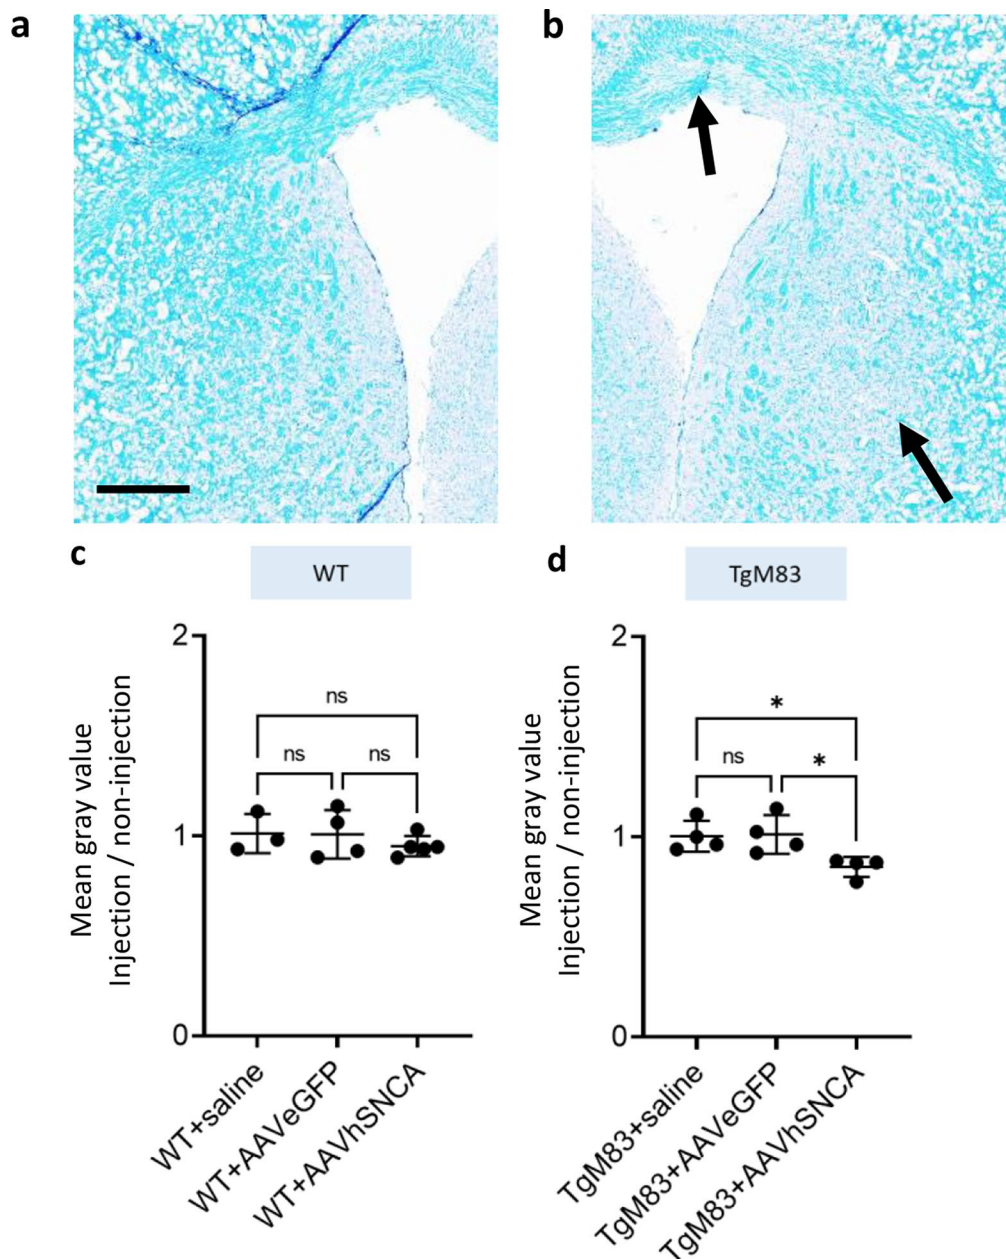 a
b
c
WT
2
1
0
Mean gray value
Injection / non-injection
ns
ns
ns
WT+saline
WT+AAVeGFP
WT+AAVhSNCA
d
TgM83
2
1
0
Mean gray value
Injection / non-injection
*
ns
*
TgM83+saline
TgM83+AAVeGFP
TgM83+AAVhSNCA